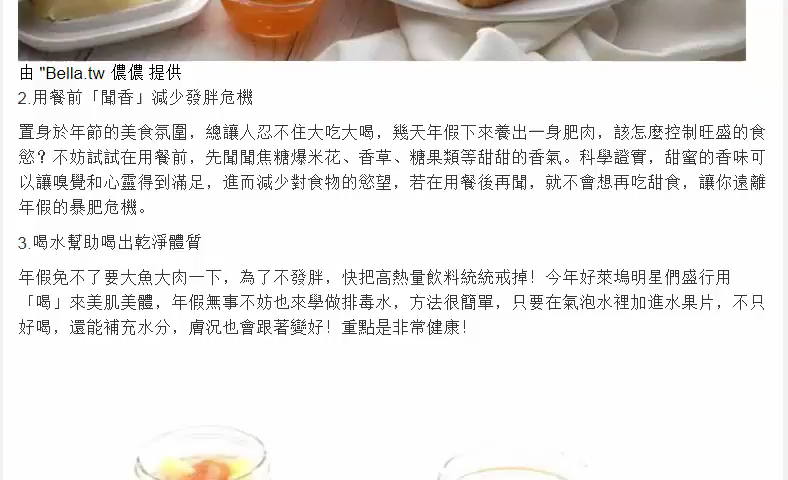 由 "Bella.tw 儂儂 提供
2.用餐前「聞香」減少發胖危機
置身於年節的美食氛圍，總讓人忍不住大吃大喝，幾天年假下來養出一身肥肉，該怎麼控制旺盛的食
慾？不妨試試在用餐前，先聞聞焦糖爆米花、香草、糖果類等甜甜的香氣。科學證實，甜蜜的香味可
以讓嗅覺和心靈得到滿足，進而減少對食物的慾望，若在用餐後再聞，就不會想再吃甜食，讓你遠離
年假的暴肥危機。
3.喝水幫助喝出乾淨體質
年假免不了要大魚大肉一下，為了不發胖，快把高熱量飲料統統戒掉！今年好萊塢明星們盛行用
「喝」來美肌美體，年假無事不妨也來學做排毒水，方法很簡單，只要在氣泡水裡加進水果片，不只
好喝，還能補充水分，膚況也會跟著變好！重點是非常健康！